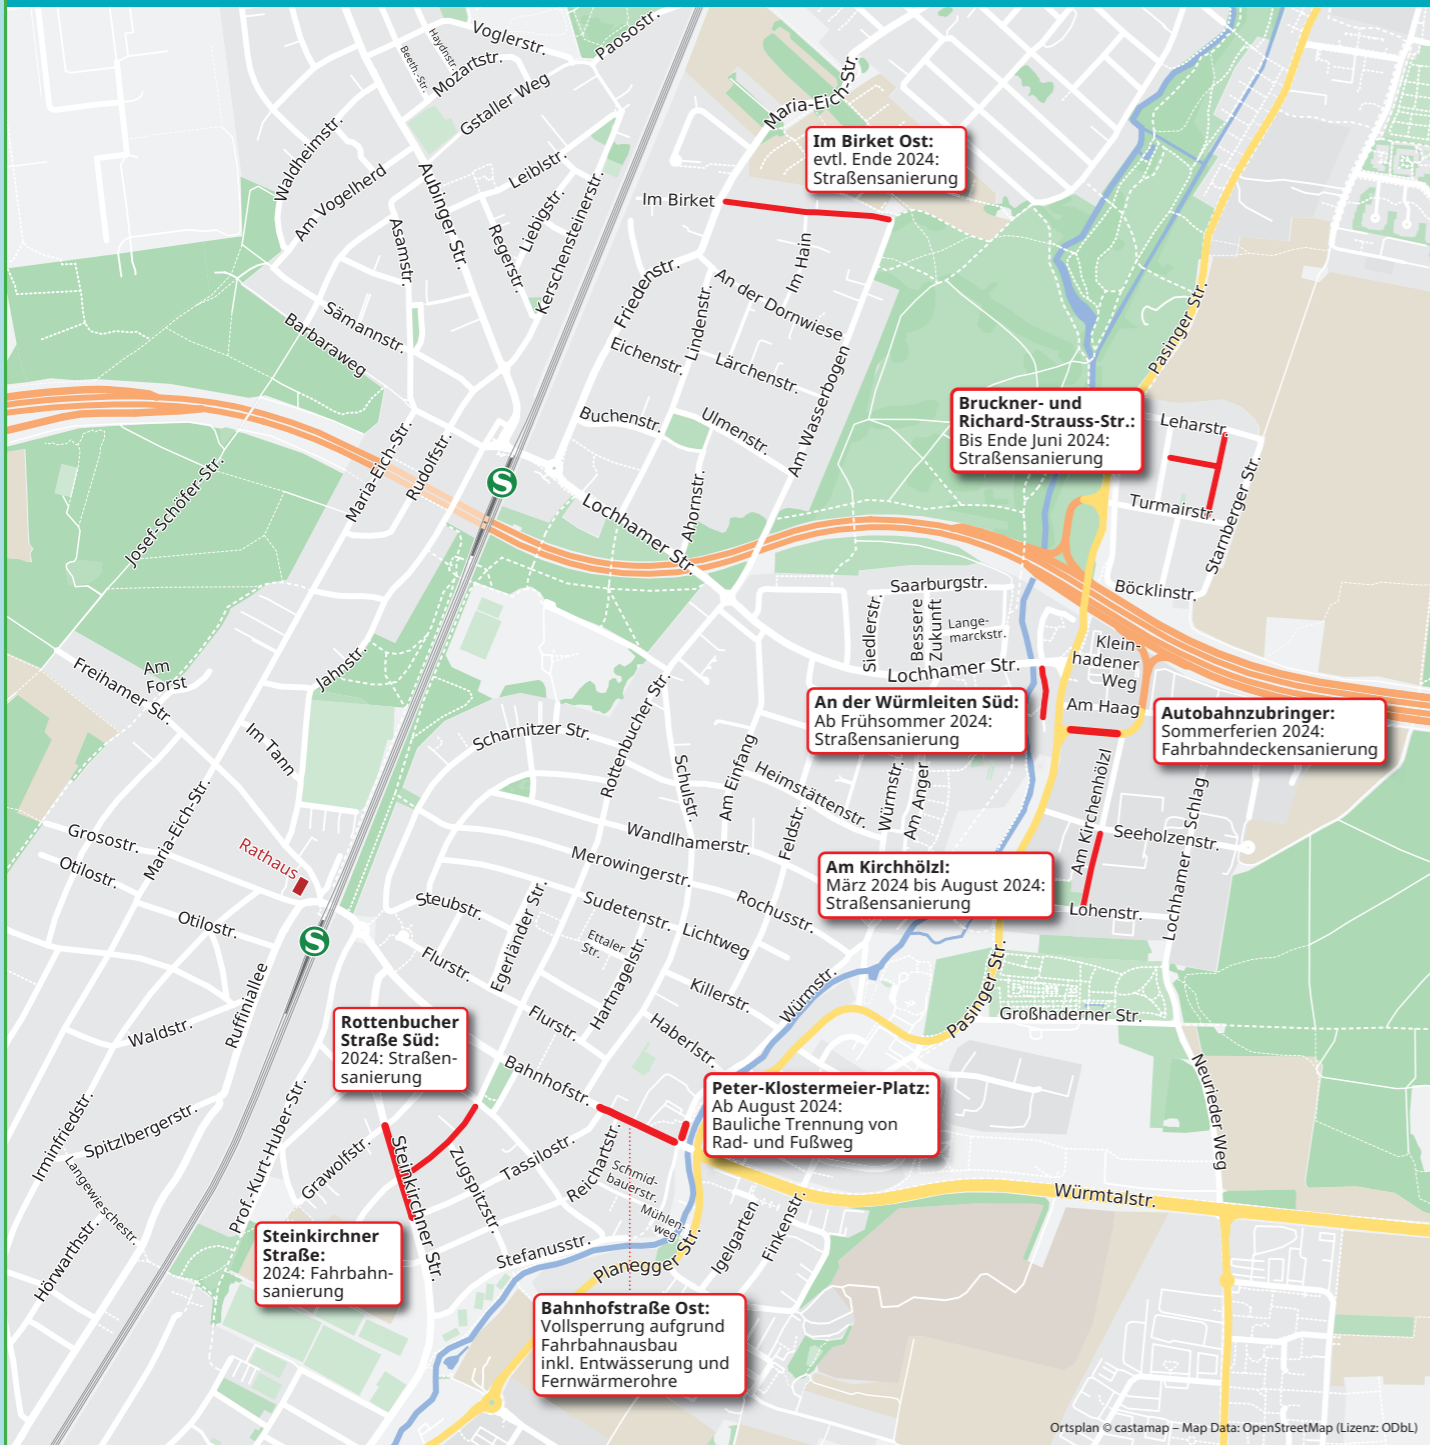 Voglerstr.
Paosostr.
Haydnstr.
Beeth.-Str.
Mozartstr.
Gstaller Weg
Maria-Eich-Str.
Waldheimstr.
Am Vogelherd
Aubinger Str.
Leiblstr.
Liebigstr.
Regerstr.
Kerschensteinerstr.
Asamstr.
Im Birket Ost:
evtl. Ende 2024:
Straßensanierung
Im Birket
Im Hain
Friedenstr.
An der Dornwiese
Lindenstr.
Sämannstr.
Barbaraweg
Eichenstr.
Lärchenstr.
Am Wasserbogen
Pasinger Str.
Buchenstr.
Ulmenstr.
Maria-Eich-Str.
Rudolfstr.
Josef-Schöfer-Str.
S
Ahornstr.
Lochhamer Str.
Bruckner- und
Richard-Strauss-Str.:
Bis Ende Juni 2024:
Straßensanierung
Leharstr.
Turmairstr.
Starnberger Str.
Böcklinstr.
Saarburgstr.
Siedlerstr.
Bessere
Zukunft
Lange-
marckstr.
Lochhamer Str.
Klein-
hadener
Weg
Am Haag
Am
Forst
Freihamer Str.
Jahnstr.
Im Tann
An der Würmleiten Süd:
Ab Frühsommer 2024:
Straßensanierung
Autobahnzubringer:
Sommerferien 2024:
Fahrbahndeckensanierung
Scharnitzer Str.
Rottenbucher Str.
Schulstr.
Am Einfang
Heimstättenstr.
Feldstr.
Würmstr.
Am Anger
Am Kirchenhölzl
Lochhamer Schlag
Seeholzenstr.
Lohenstr.
Maria-Eich-Str.
Grosostr.
Otilostr.
Rathaus
Otilostr.
S
Wandlhamerstr.
Merowingerstr.
Am Kirchhölzl:
März 2024 bis August 2024:
Straßensanierung
Steubstr.
Egerländer Str.
Sudetenstr.
Rochusstr.
Ettaler
Str.
Lichtweg
Hartnagelstr.
Flurstr.
Killerstr.
Würmstr.
Pasinger Str.
Großhaderner Str.
Ruffiniallee
Waldstr.
Flurstr.
Haberlstr.
Bahnhofstr.
Rottenbucher
Straße Süd:
2024: Straßen-
sanierung
Neurieder Weg
Peter-Klostermeier-Platz:
Ab August 2024:
Bauliche Trennung von
Rad- und Fußweg
Irminfriedstr.
Spitzlbergerstr.
Langewieschestr.
Hörwarthstr.
Prof.-Kurt-Huber-Str.
Grawolfstr.
Steinkirchner Str.
Zugspitzstr.
Tassilostr.
Reichartstr.
Schmid-
bauerstr.
Mühlen-
weg
Stefanusstr.
Planegger Str.
Igelgarten
Finkenstr.
Würmtalstr.
Steinkirchner
Straße:
2024: Fahrbahn-
sanierung
Bahnhofstraße Ost:
Vollsperrung aufgrund
Fahrbahnausbau
inkl. Entwässerung und
Fernwärmerohre
Ortsplan © castamap – Map Data: OpenStreetMap (Lizenz: ODbL)